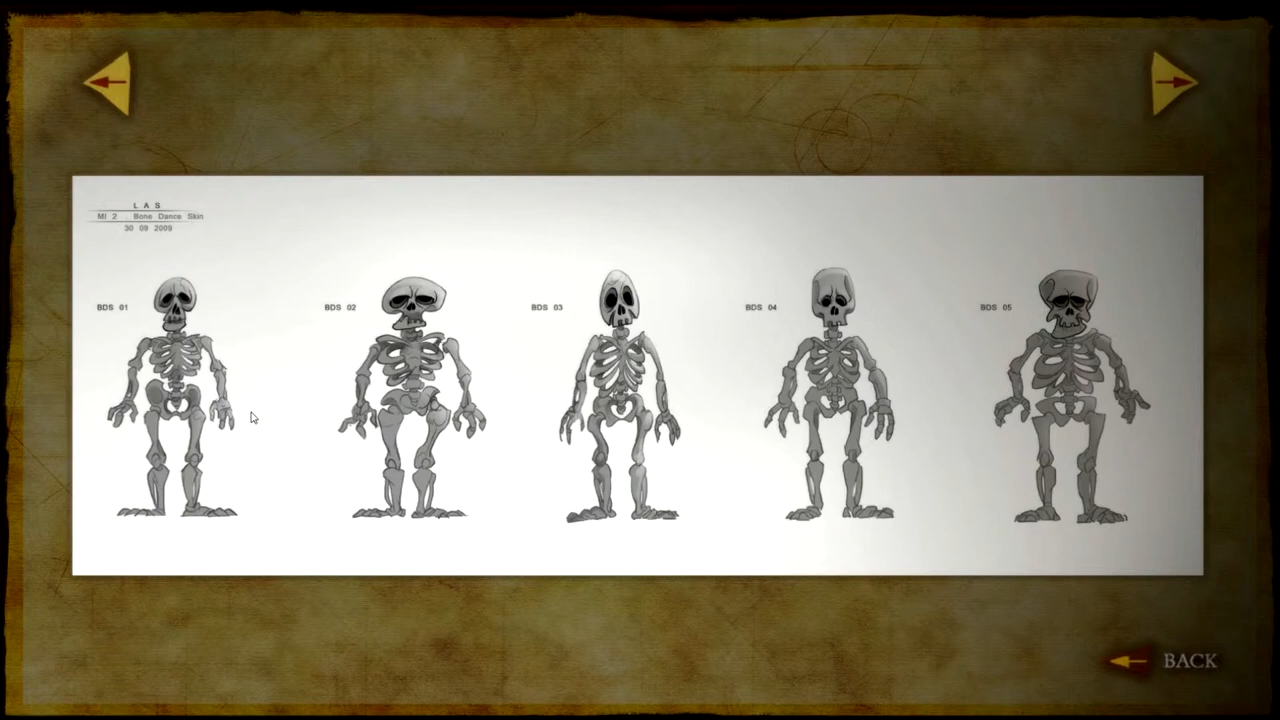 L A S
MI 2 . Bone Dance Skin
30 09 2009
BDS 01
BDS 02
BDS 03
BDS 04
BDS 05
BACK